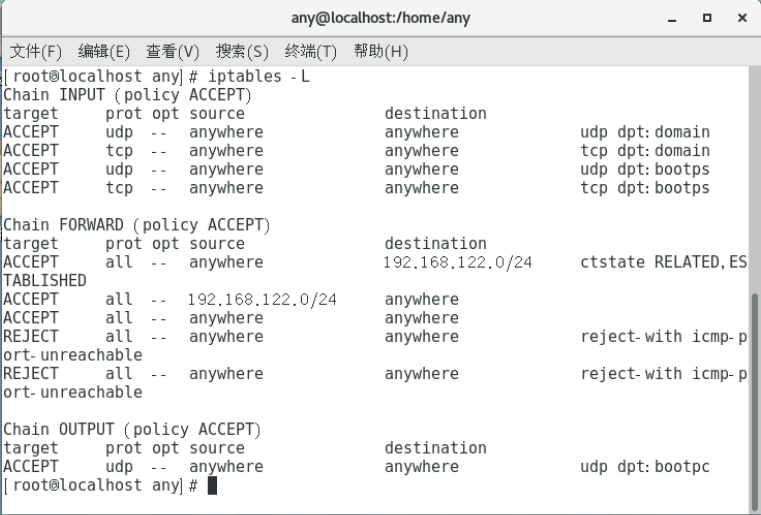 any@localhost:/home/any
文件(F) 编辑(E) 查看(V) 搜索(S) 终端(T) 帮助(H)
[root@localhost any]# iptables -L
Chain INPUT (policy ACCEPT)
target     prot opt source               destination
ACCEPT     udp  --  anywhere             anywhere             udp dpt:domain
ACCEPT     tcp  --  anywhere             anywhere             tcp dpt:domain
ACCEPT     udp  --  anywhere             anywhere             udp dpt:bootps
ACCEPT     tcp  --  anywhere             anywhere             tcp dpt:bootps

Chain FORWARD (policy ACCEPT)
target     prot opt source               destination
ACCEPT     all  --  anywhere             192.168.122.0/24     ctstate RELATED,ES
TABLISHED
ACCEPT     all  --  192.168.122.0/24     anywhere
ACCEPT     all  --  anywhere             anywhere
REJECT     all  --  anywhere             anywhere             reject-with icmp-p
ort-unreachable
REJECT     all  --  anywhere             anywhere             reject-with icmp-p
ort-unreachable

Chain OUTPUT (policy ACCEPT)
target     prot opt source               destination
ACCEPT     udp  --  anywhere             anywhere             udp dpt:bootpc
[root@localhost any]#